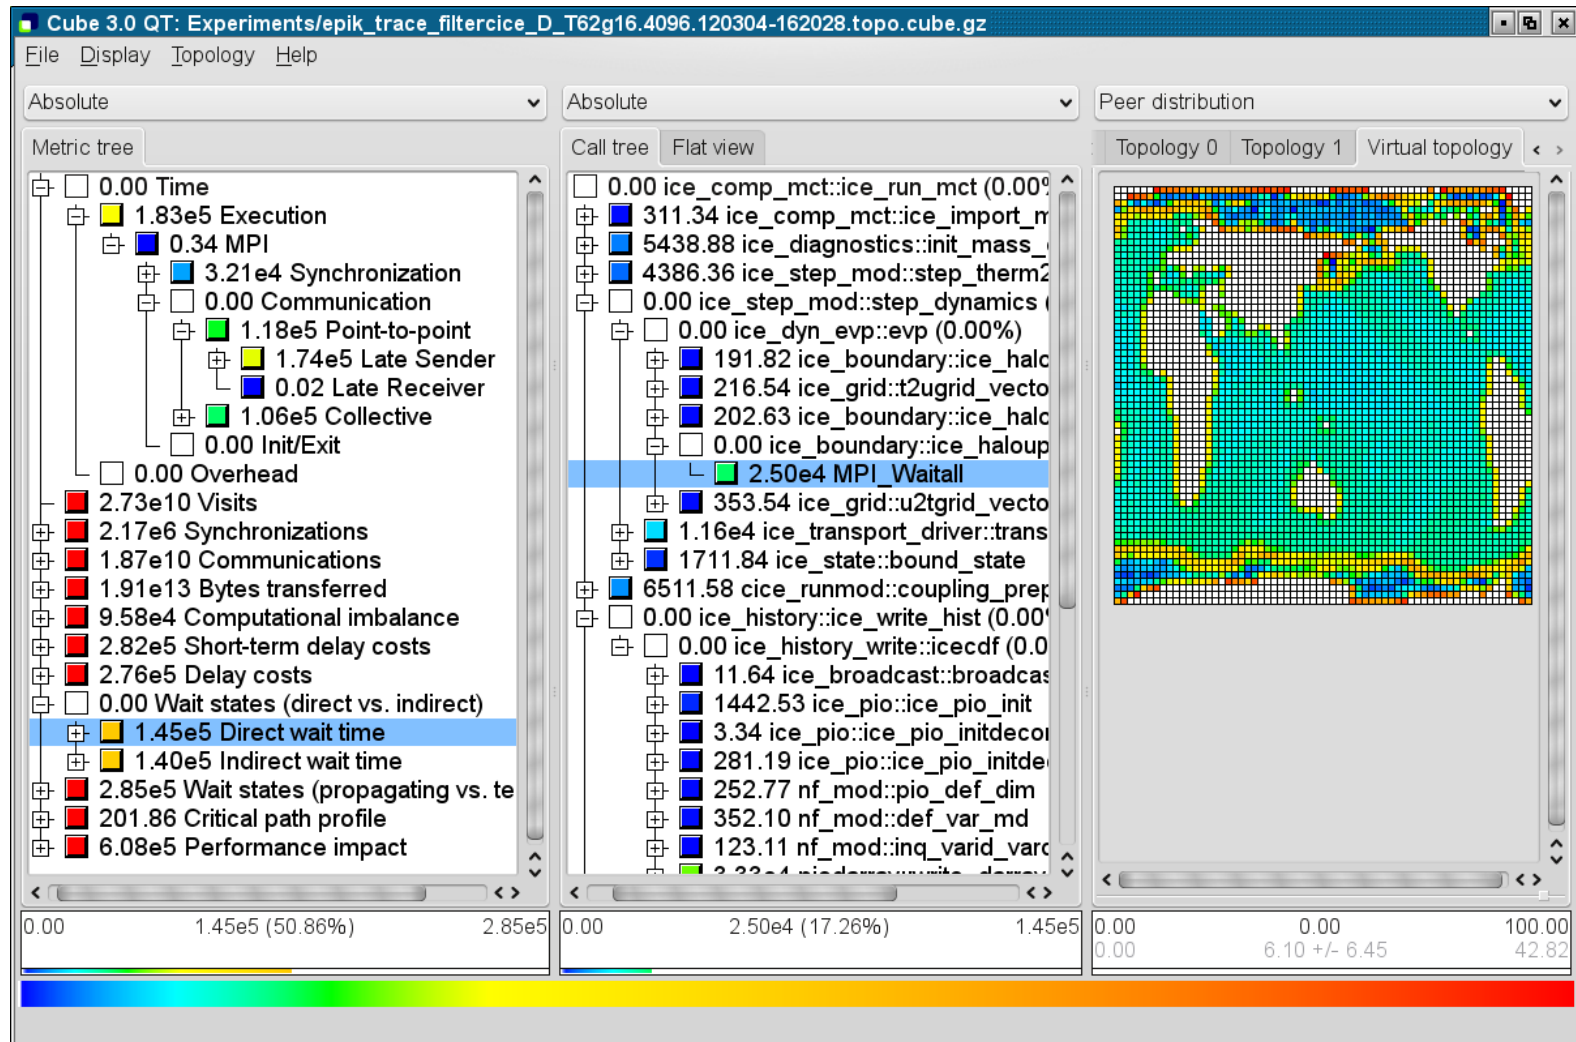 Cube 3.0 QT: Experiments/epik_trace_filtercice_D_T62g16.4096.120304-162028.topo.cube.gz
File Display Topology Help
Absolute
Metric tree
0.00 Time
1.83e5 Execution
0.34 MPI
3.21e4 Synchronization
0.00 Communication
1.18e5 Point-to-point
1.74e5 Late Sender
0.02 Late Receiver
1.06e5 Collective
0.00 Init/Exit
0.00 Overhead
2.73e10 Visits
2.17e6 Synchronizations
1.87e10 Communications
1.91e13 Bytes transferred
9.58e4 Computational imbalance
2.82e5 Short-term delay costs
2.76e5 Delay costs
0.00 Wait states (direct vs. indirect)
1.45e5 Direct wait time
1.40e5 Indirect wait time
2.85e5 Wait states (propagating vs. te
201.86 Critical path profile
6.08e5 Performance impact
0.00 1.45e5 (50.86%) 2.85e5
Absolute
Call tree Flat view
0.00 ice_comp_mct::ice_run_mct (0.00%
311.34 ice_comp_mct::ice_import_m
5438.88 ice_diagnostics::init_mass_
4386.36 ice_step_mod::step_therm2
0.00 ice_step_mod::step_dynamics (
0.00 ice_dyn_evp::evp (0.00%)
191.82 ice_boundary::ice_halo
216.54 ice_grid::t2ugrid_vecto
202.63 ice_boundary::ice_halo
0.00 ice_boundary::ice_haloup
2.50e4 MPI_Waitall
353.54 ice_grid::u2tgrid_vecto
1.16e4 ice_transport_driver::trans
1711.84 ice_state::bound_state
6511.58 cice_runmod::coupling_prep
0.00 ice_history::ice_write_hist (0.00%
0.00 ice_history_write::icecdf (0.0
11.64 ice_broadcast::broadcas
1442.53 ice_pio::ice_pio_init
3.34 ice_pio::ice_pio_initdecon
281.19 ice_pio::ice_pio_initde
252.77 nf_mod::pio_def_dim
352.10 nf_mod::def_var_md
123.11 nf_mod::inq_varid_vard
3.33e4 piodarray::write_darray
0.00 2.50e4 (17.26%) 1.45e5
Peer distribution
Topology 0 Topology 1 Virtual topology
0.00 0.00 100.00
0.00 6.10 +/- 6.45 42.82